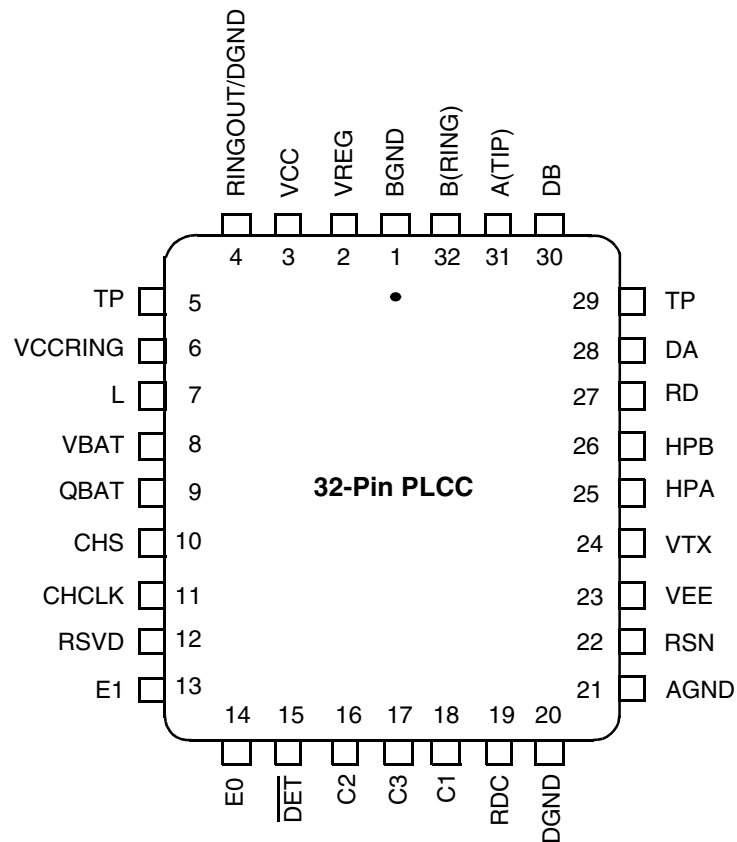 RINGOUT/DGND
VCC
VREG
BGND
B(RING)
A(TIP)
DB
4 3 2 1 32 31 30
TP 5
29 TP
VCCRING 6
28 DA
L 7
27 RD
VBAT 8
26 HPB
QBAT 9
25 HPA
32-Pin PLCC
CHS 10
24 VTX
CHCLK 11
23 VEE
RSVD 12
22 RSN
E1 13
21 AGND
14 15 16 17 18 19 20
E0
D̅E̅T̅
C2
C3
C1
RDC
DGND